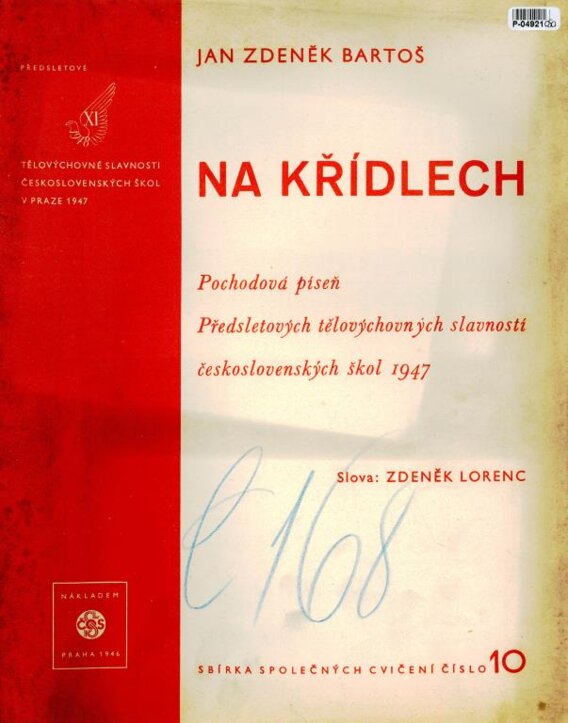 P-04921
JAN ZDENĚK BARTOŠ
PŘEDSLETOVÉ
XI
TĚLOVÝCHOVNÉ SLAVNOSTI
ČESKOSLOVENSKÝCH ŠKOL
V PRAZE 1947
NA KŘÍDLECH
Pochodová píseň
Předsletových tělovýchovných slavností
československých škol 1947
Slova: ZDENĚK LORENC
l 168
NÁKLADEM
ČOS
PRAHA 1946
SBÍRKA SPOLEČNÝCH CVIČENÍ ČÍSLO 10